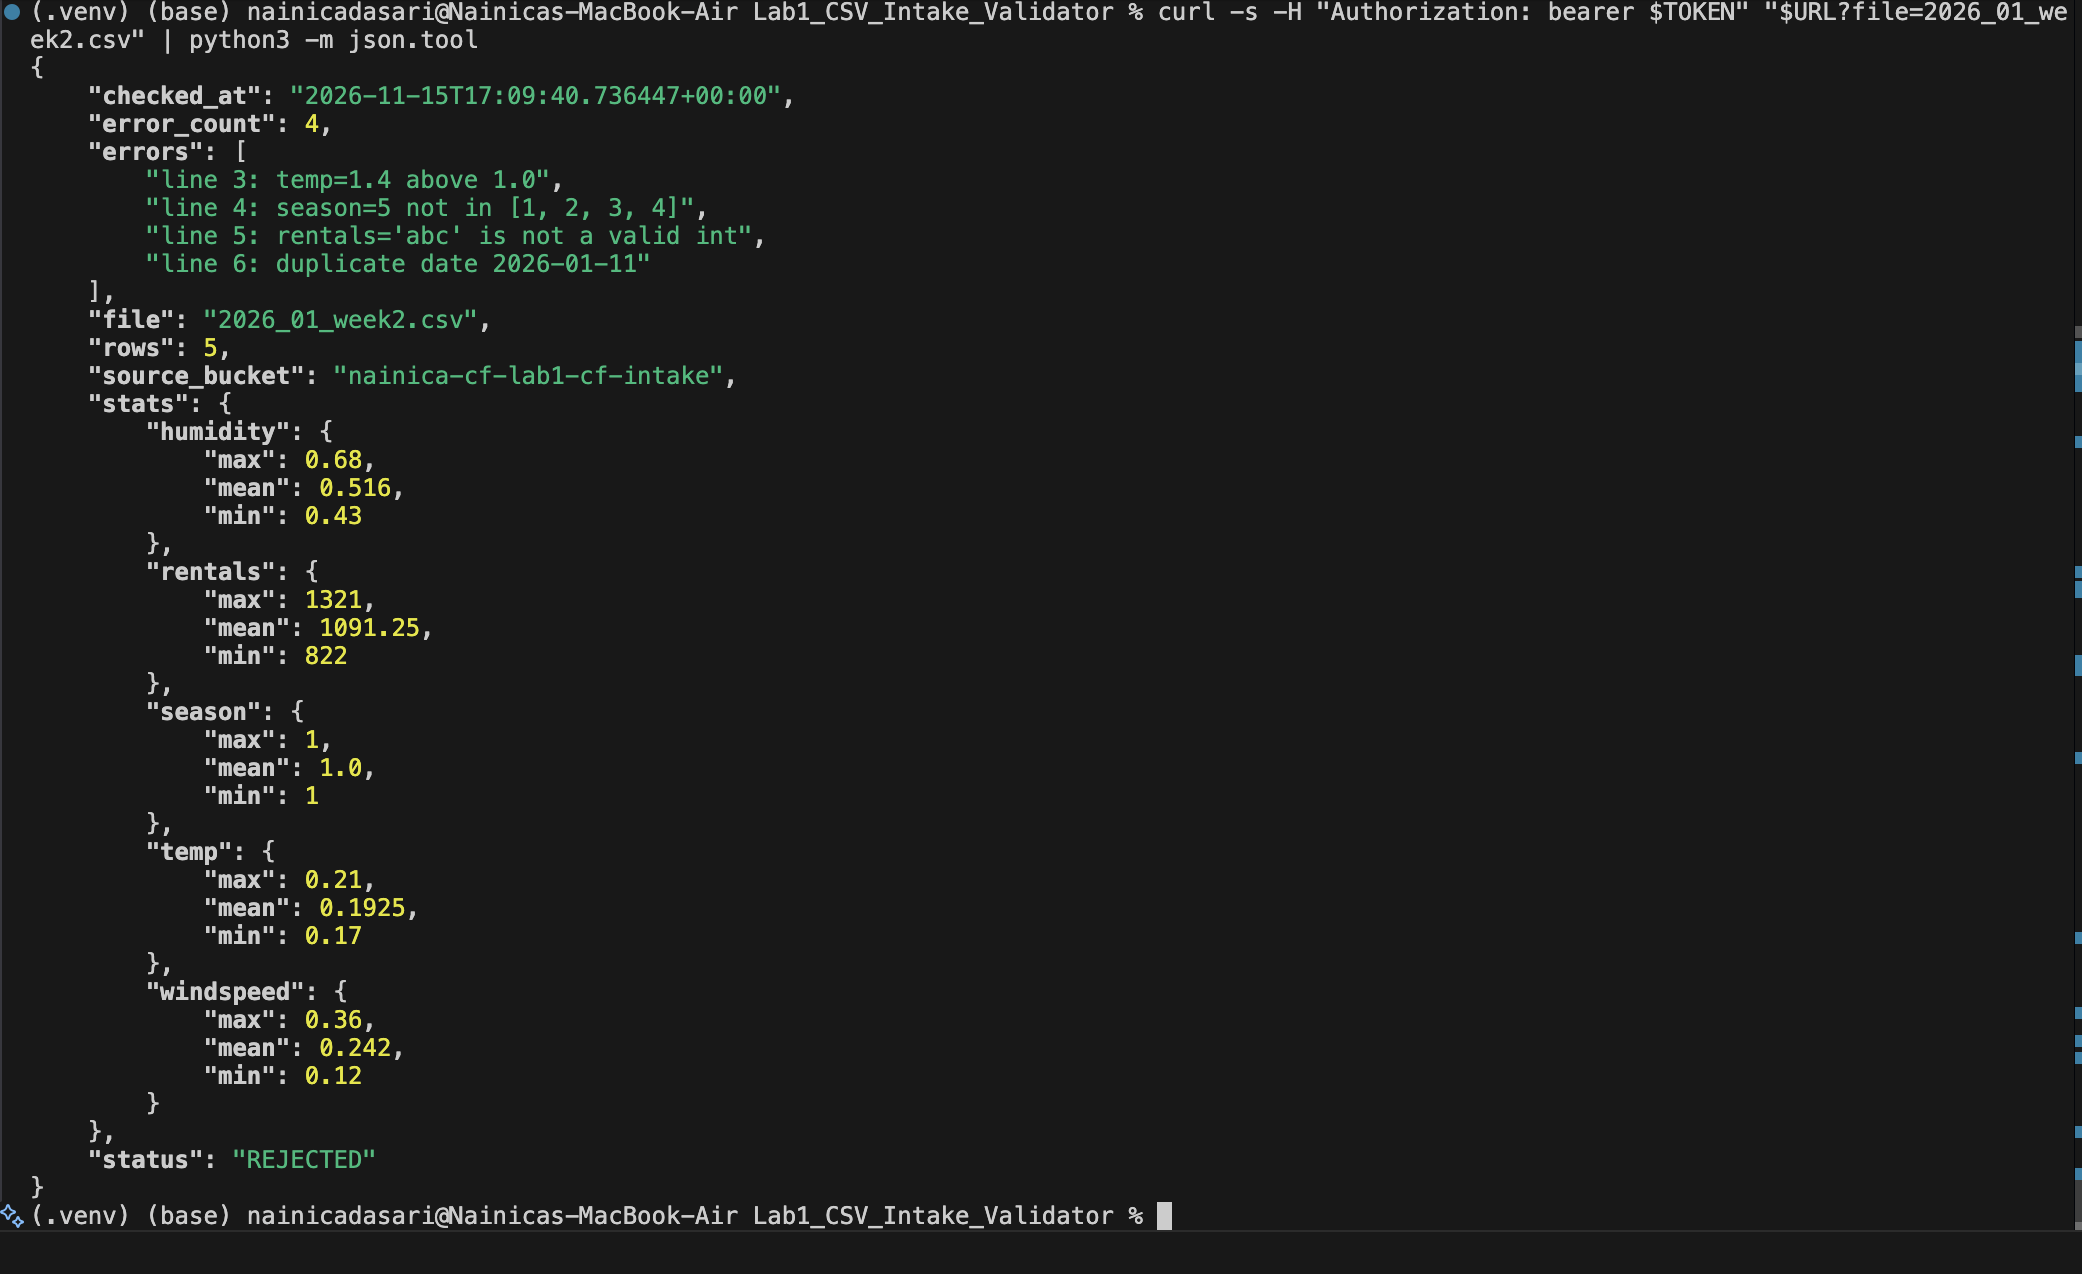 (.venv) (base) nainicadasari@Nainicas-MacBook-Air Lab1_CSV_Intake_Validator % curl -s -H "Authorization: bearer $TOKEN" "$URL?file=2026_01_we
ek2.csv" | python3 -m json.tool
{
    "checked_at": "2026-11-15T17:09:40.736447+00:00",
    "error_count": 4,
    "errors": [
        "line 3: temp=1.4 above 1.0",
        "line 4: season=5 not in [1, 2, 3, 4]",
        "line 5: rentals='abc' is not a valid int",
        "line 6: duplicate date 2026-01-11"
    ],
    "file": "2026_01_week2.csv",
    "rows": 5,
    "source_bucket": "nainica-cf-lab1-cf-intake",
    "stats": {
        "humidity": {
            "max": 0.68,
            "mean": 0.516,
            "min": 0.43
        },
        "rentals": {
            "max": 1321,
            "mean": 1091.25,
            "min": 822
        },
        "season": {
            "max": 1,
            "mean": 1.0,
            "min": 1
        },
        "temp": {
            "max": 0.21,
            "mean": 0.1925,
            "min": 0.17
        },
        "windspeed": {
            "max": 0.36,
            "mean": 0.242,
            "min": 0.12
        }
    },
    "status": "REJECTED"
}
(.venv) (base) nainicadasari@Nainicas-MacBook-Air Lab1_CSV_Intake_Validator %